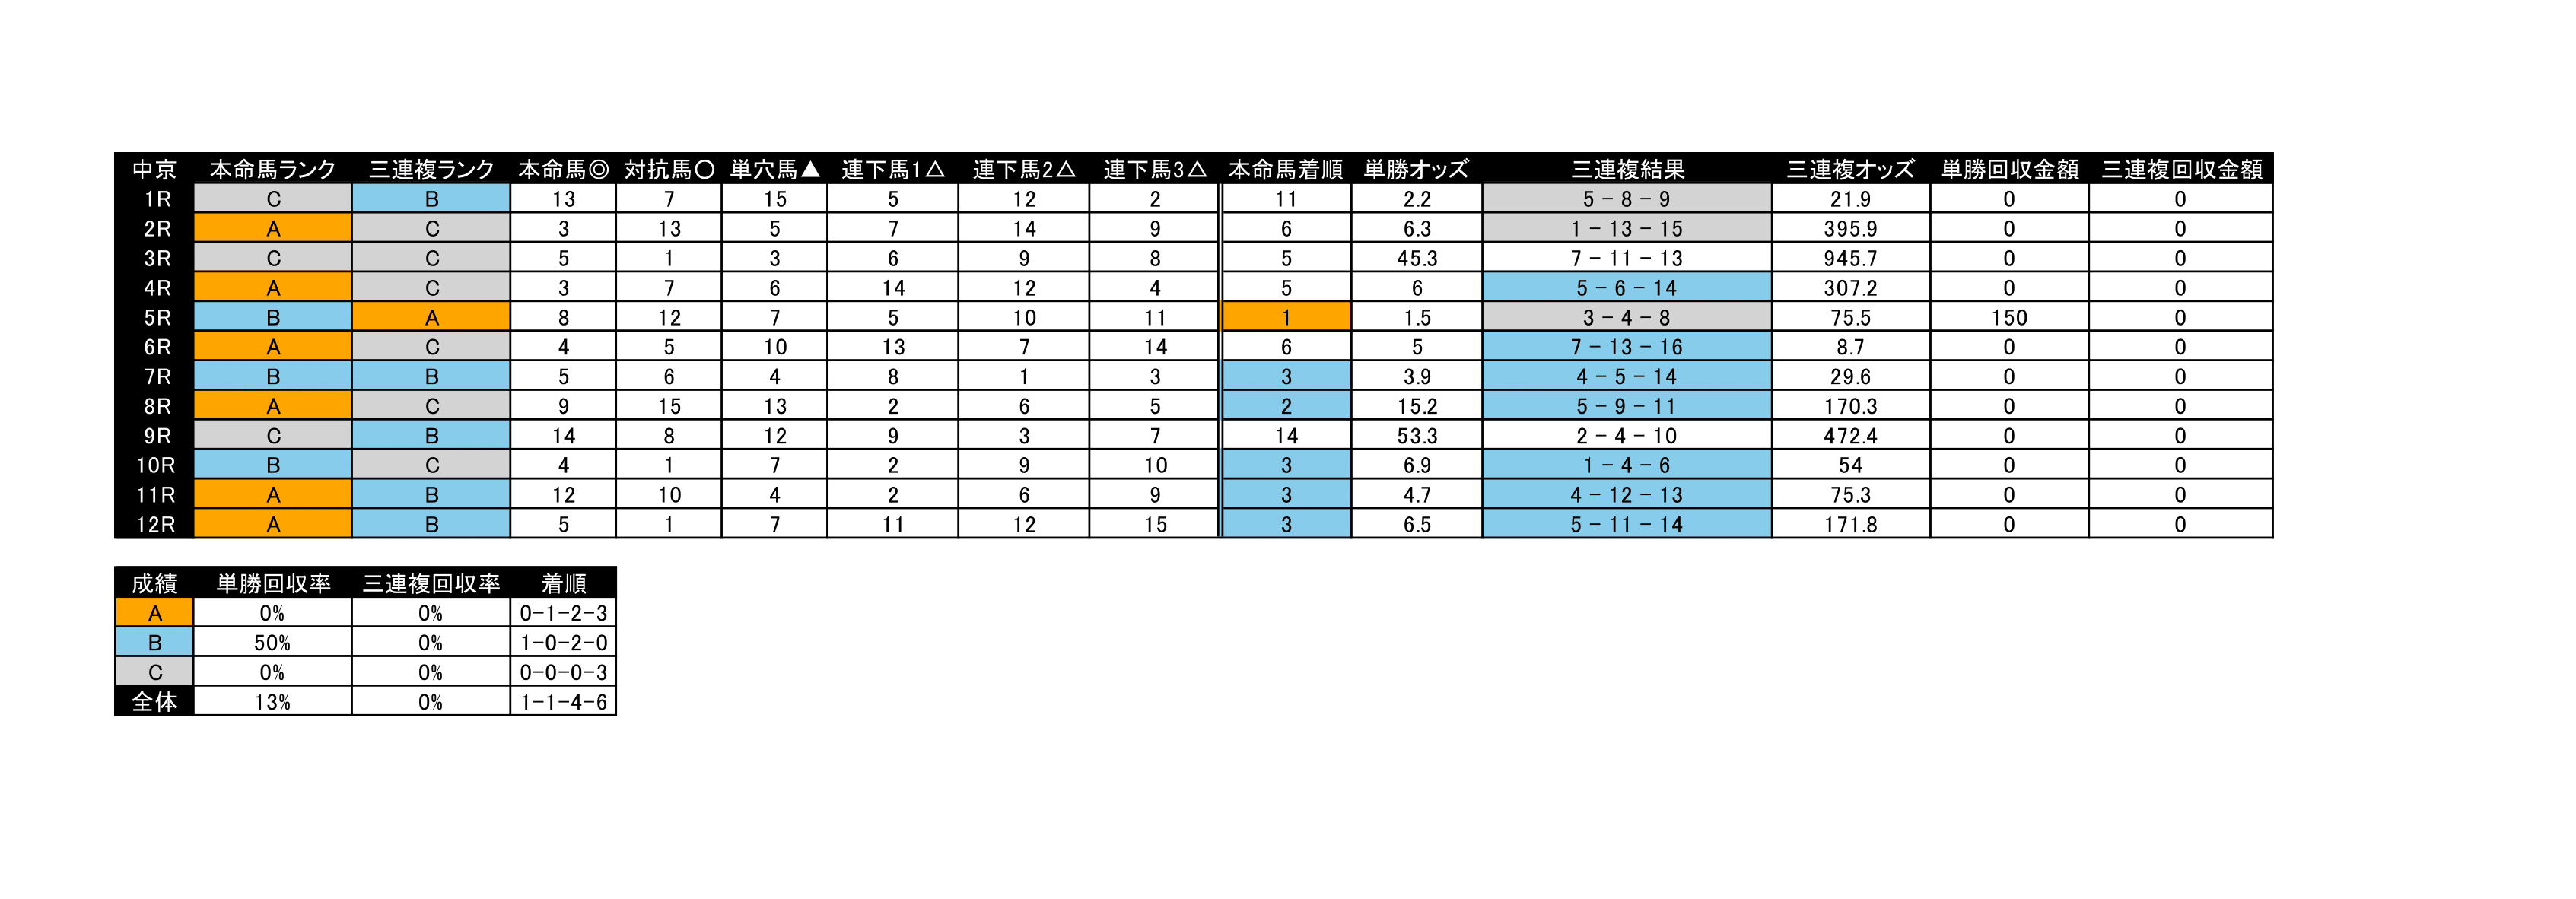 中京 本命馬ランク 三連複ランク 本命馬◎ 対抗馬〇 単穴馬▲ 連下馬1△ 連下馬2△ 連下馬3△ 本命馬着順 単勝オッズ 三連複結果 三連複オッズ 単勝回収金額 三連複回収金額
1R C B 13 7 15 5 12 2 11 2.2 5 − 8 − 9 21.9 0 0
2R A C 3 13 5 7 14 9 6 6.3 1 − 13 − 15 395.9 0 0
3R C C 5 1 3 6 9 8 5 45.3 7 − 11 − 13 945.7 0 0
4R A C 3 7 6 14 12 4 5 6 5 − 6 − 14 307.2 0 0
5R B A 8 12 7 5 10 11 1 1.5 3 − 4 − 8 75.5 150 0
6R A C 4 5 10 13 7 14 6 5 7 − 13 − 16 8.7 0 0
7R B B 5 6 4 8 1 3 3 3.9 4 − 5 − 14 29.6 0 0
8R A C 9 15 13 2 6 5 2 15.2 5 − 9 − 11 170.3 0 0
9R C B 14 8 12 9 3 7 14 53.3 2 − 4 − 10 472.4 0 0
10R B C 4 1 7 2 9 10 3 6.9 1 − 4 − 6 54 0 0
11R A B 12 10 4 2 6 9 3 4.7 4 − 12 − 13 75.3 0 0
12R A B 5 1 7 11 12 15 3 6.5 5 − 11 − 14 171.8 0 0
成績 単勝回収率 三連複回収率 着順
A 0% 0% 0−1−2−3
B 50% 0% 1−0−2−0
C 0% 0% 0−0−0−3
全体 13% 0% 1−1−4−6